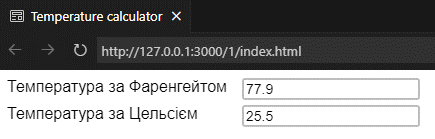 Temperature calculator
http://127.0.0.1:3000/1/index.html
Температура за Фаренгейтом 77.9
Температура за Цельсієм 25.5